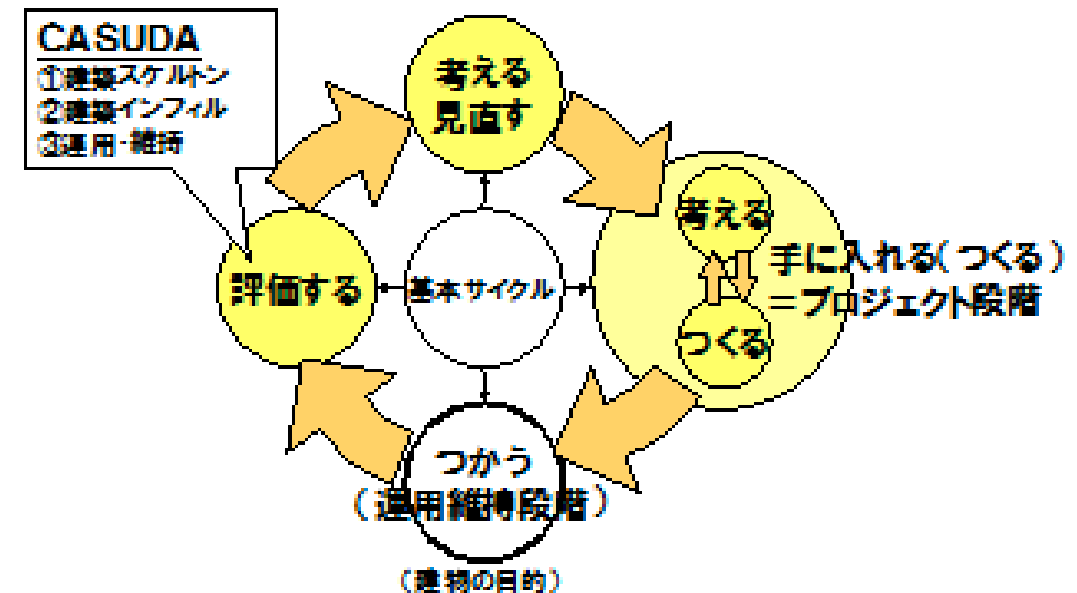 CASUDA
①建築スケルトン
②建築インフィル
③運用・維持
考える
見直す
考える
手に入れる(つくる)
=プロジェクト段階
つくる
評価する
基本サイクル
つかう
(運用維持段階)
(建物の目的)